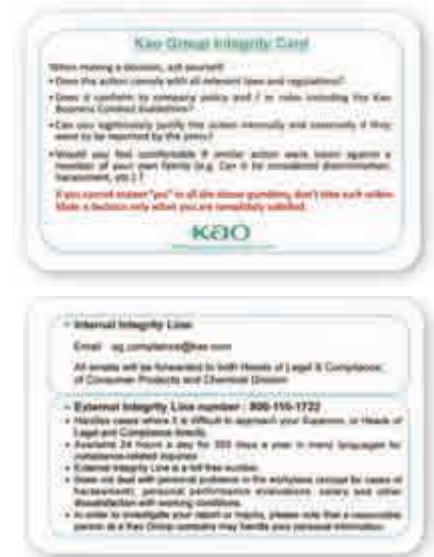 Kao Group Integrity Card
When making a decision, ask yourself:
• Does the action comply with all relevant laws and regulations?
• Does it conform to company policy and / or rules including the Kao
Business Conduct Guidelines?
• Can you legitimately justify the action internally and externally if they
were to be reported by the press?
• Would you feel comfortable if similar action were taken against a
member of your own family (e.g. Can it be considered discrimination,
harassment, etc.)?
If you cannot answer "yes" to all the above questions, don't take such action.
Make a decision only when you are completely satisfied.
Kao
• Internal Integrity Line
Email
All emails will be forwarded to both Heads of Legal & Compliance,
of Consumer Products and Chemical Division
• External Integrity Line number : 800-110-1722
• Handles cases where it is difficult to approach your Supervisor, or Heads of
Legal and Compliance directly.
• Available 24 hours a day for 365 days a year in many languages for
compliance-related inquiries
• External Integrity Line is a toll free number.
• Does not deal with personal problems in the workplace (except for cases of
harassment), personal performance evaluations, salary and other
dissatisfaction with working conditions.
• In order to investigate your report or inquiry, please note that a responsible
person at a Kao Group company may handle your personal information.